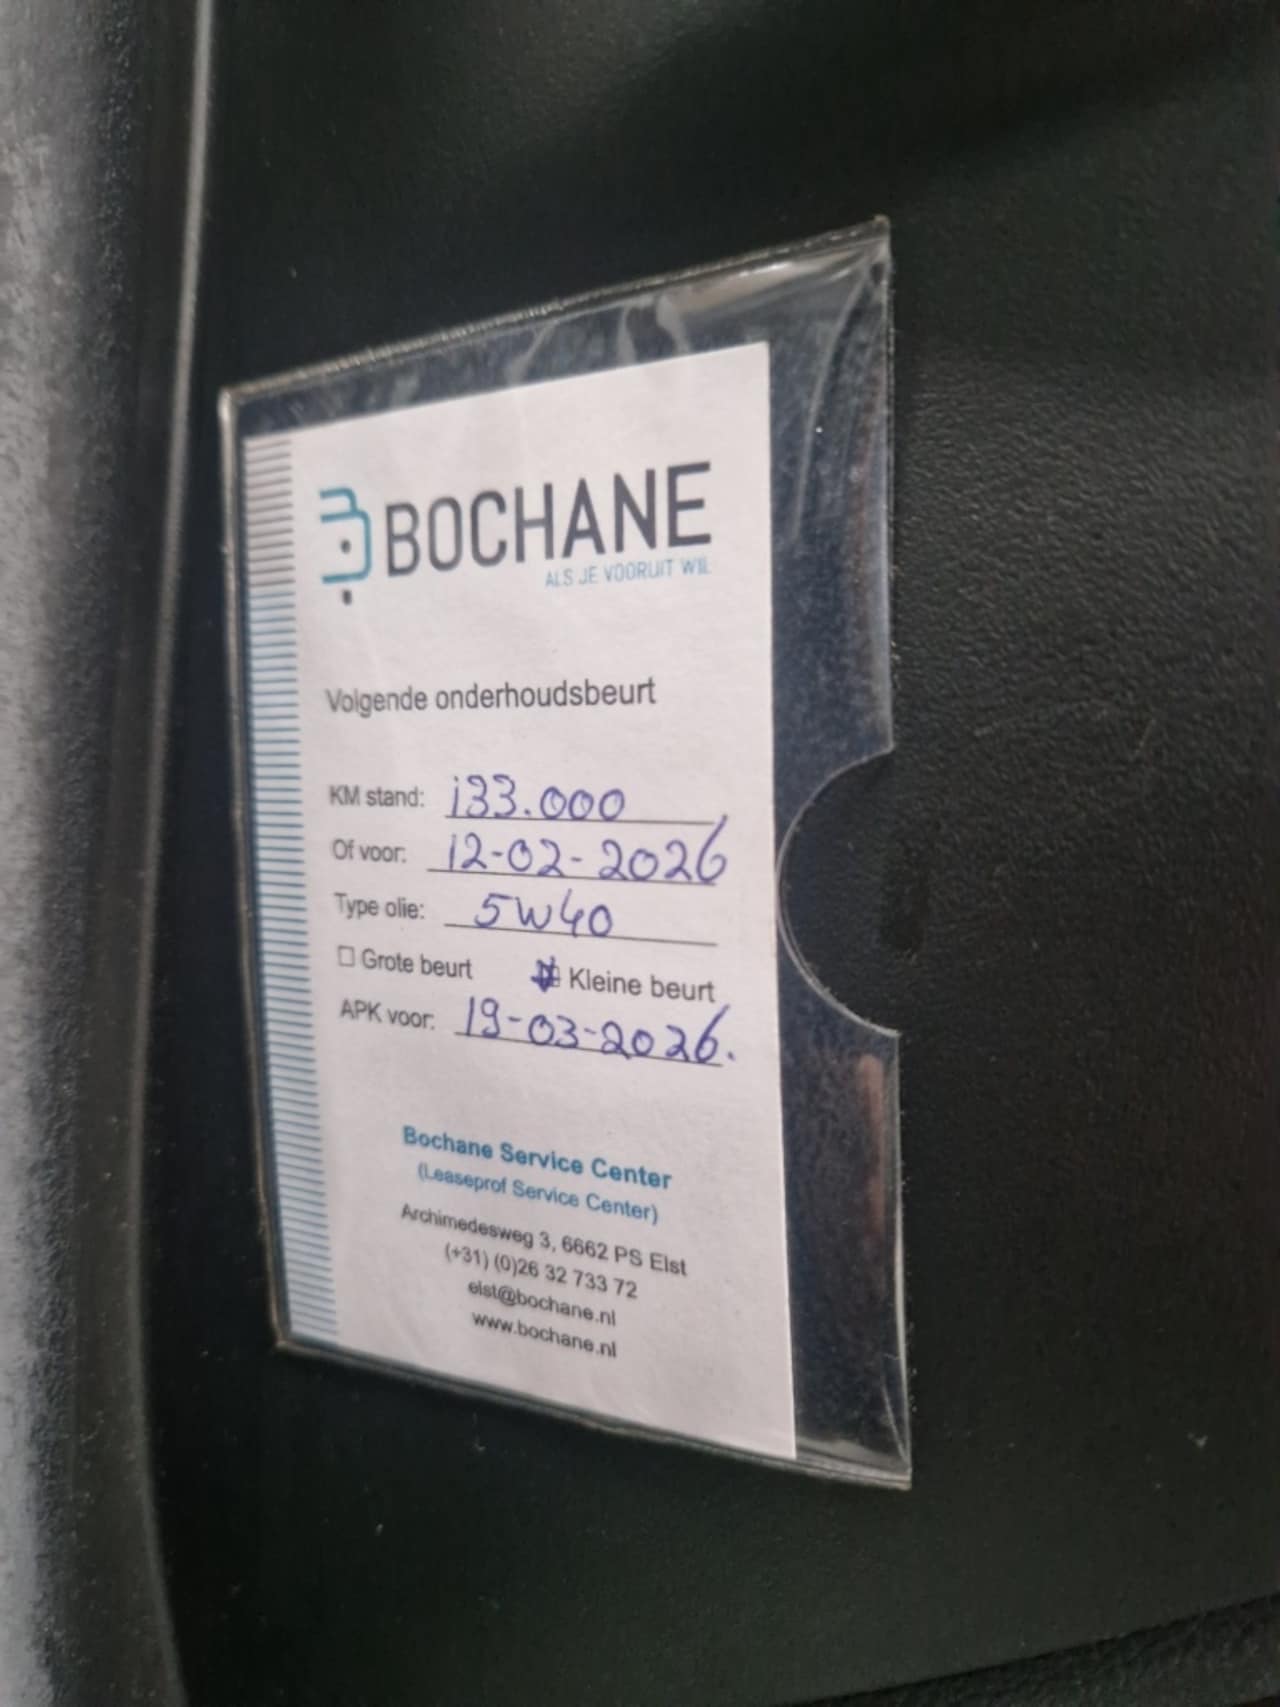 BOCHANE
ALS JE VOORUIT WIL
Volgende onderhoudsbeurt
KM stand: 133.000
Of voor: 12-02-2026
Type olie: 5W40
Grote beurt Kleine beurt
APK voor: 19-03-2026.
Bochane Service Center
(Leaseprof Service Center)
Archimedesweg 3, 6662 PS Elst
(+31) (0)26 32 733 72
elst@bochane.nl
www.bochane.nl